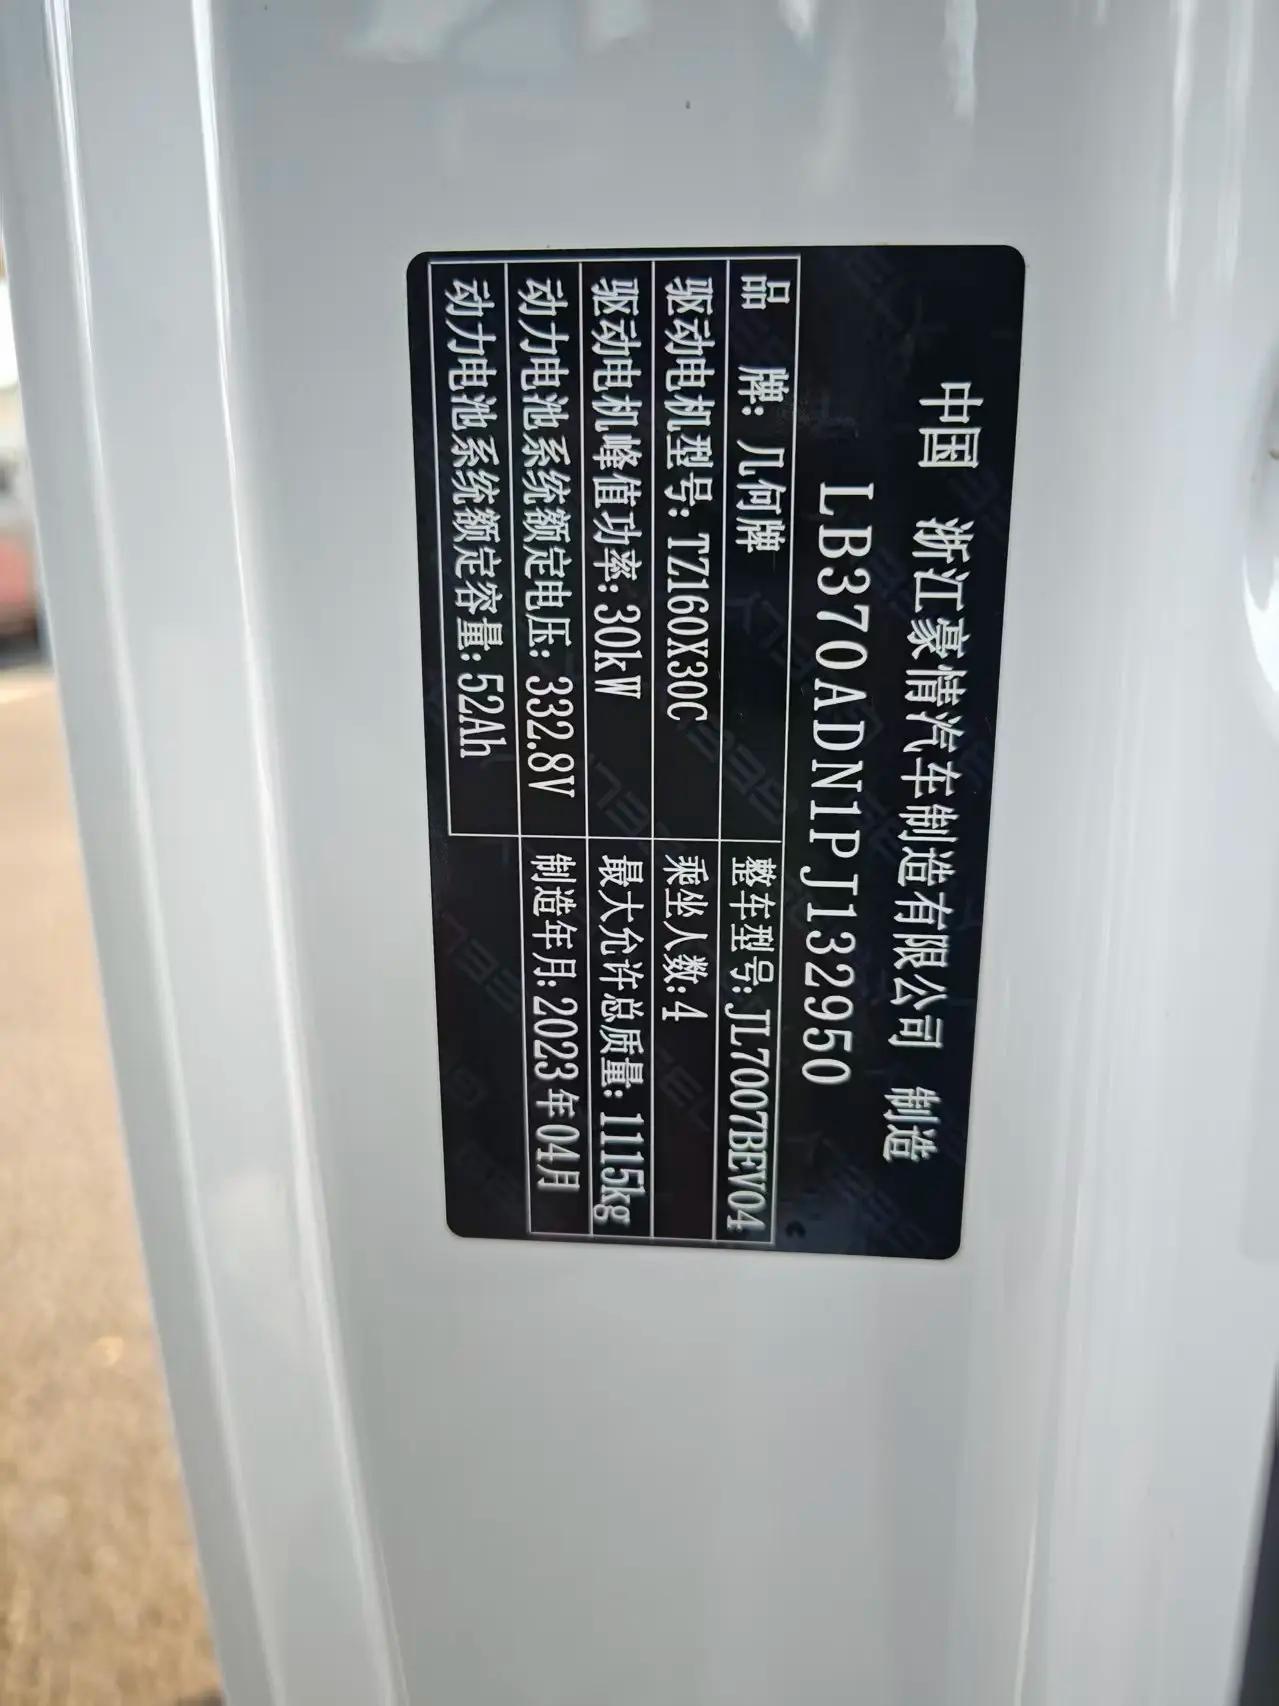 中国 浙江豪情汽车制造有限公司 制造
LB370ADN1PJ132950
品 牌: 几何牌
整车型号: JL7007BEV04
驱动电机型号: TZ160X30C
乘坐人数: 4
驱动电机峰值功率: 30kW
最大允许总质量: 1115kg
动力电池系统额定电压: 332.8V
制造年月: 2023年04月
动力电池系统额定容量: 52Ah